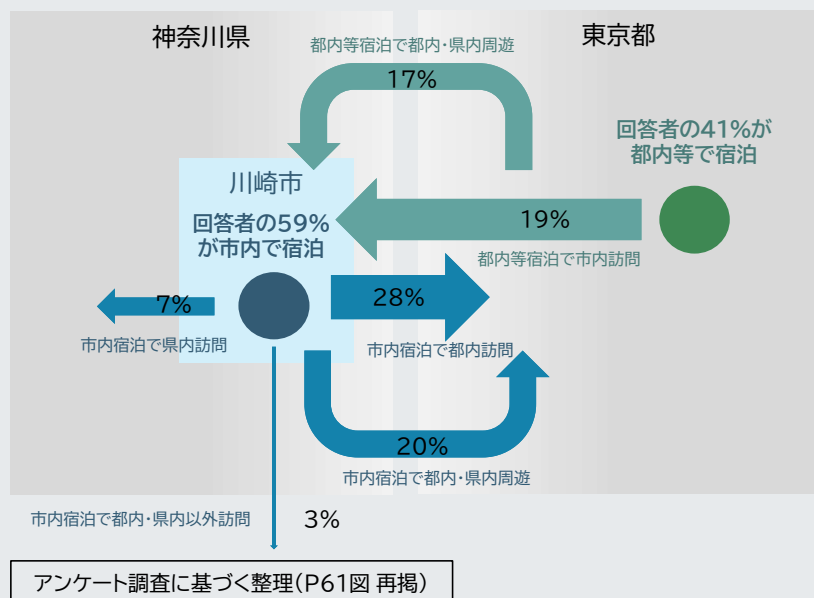 神奈川県
東京都
都内等宿泊で都内・県内周遊
17%
回答者の41%が
都内等で宿泊
川崎市
回答者の59%
が市内で宿泊
19%
都内等宿泊で市内訪問
7%
28%
市内宿泊で県内訪問
市内宿泊で都内訪問
20%
市内宿泊で都内・県内周遊
市内宿泊で都内・県内以外訪問
3%
アンケート調査に基づく整理(P61図 再掲)